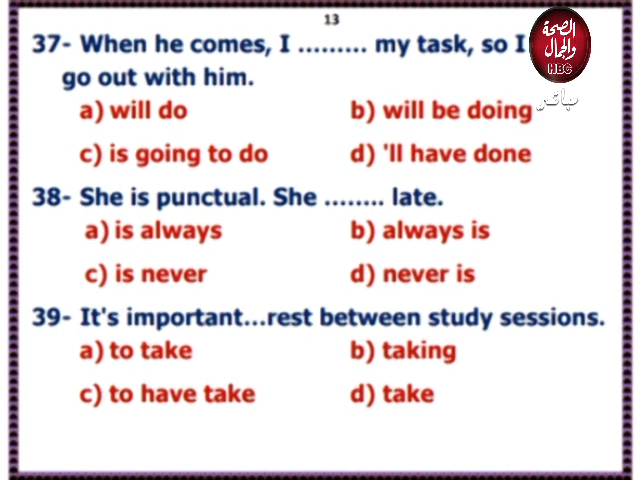 13
الصحة
والجمال
HBC
مباشر
37- When he comes, I ......... my task, so I
go out with him.
a) will do
b) will be doing
c) is going to do
d) 'll have done
38- She is punctual. She ........ late.
a) is always
b) always is
c) is never
d) never is
39- It's important...rest between study sessions.
a) to take
b) taking
c) to have take
d) take